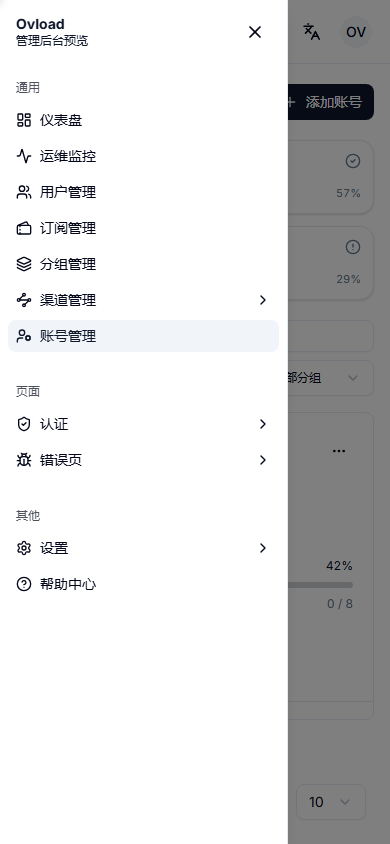 Ovload
管理后台预览
OV
添加账号
通用
仪表盘
运维监控
用户管理
订阅管理
分组管理
渠道管理
账号管理
57%
29%
部分组
页面
认证
错误页
42%
0 / 8
其他
设置
帮助中心
10